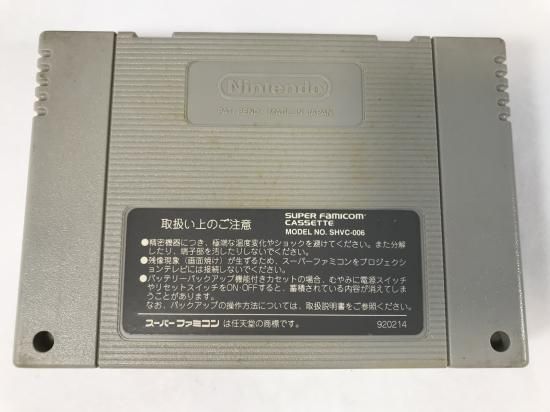 Nintendo
PAT. PEND. MADE IN JAPAN
取扱い上のご注意
SUPER FAMICOM
CASSETTE
MODEL NO. SHVC-006
●精密機器につき、極端な温度変化やショックを避けてください。また分解
したり、端子部を汚したりしないでください。
●残像現象(画面焼け)が生ずるため、スーパーファミコンをプロジェクシ
ョンテレビには接続しないでください。
●バッテリーバックアップ機能付きカセットの場合、むやみに電源スイッチ
やリセットスイッチをON・OFFすると、蓄積されている内容が消えてしま
うことがあります。
なお、バックアップの操作方法については、取扱説明書をご参照ください。
スーパーファミコンは任天堂の商標です。
920214